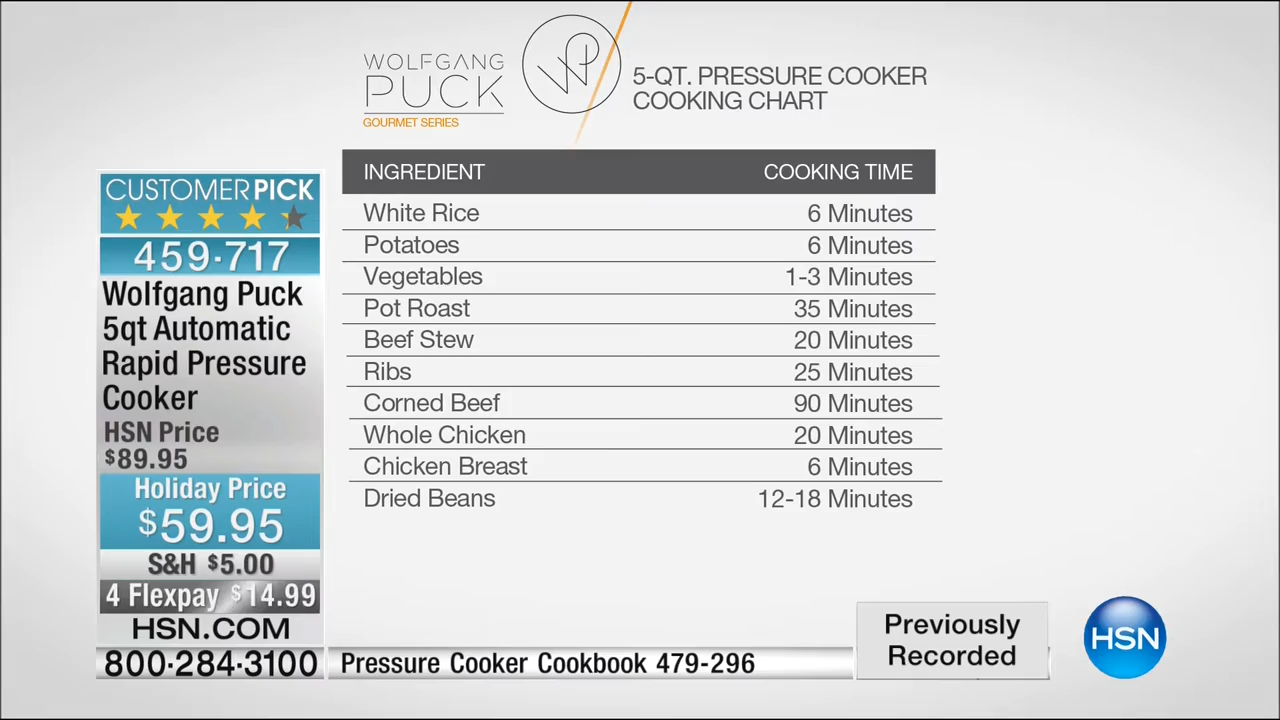 WOLFGANG
PUCK
GOURMET SERIES
WP
5-QT. PRESSURE COOKER
COOKING CHART
INGREDIENT COOKING TIME
White Rice 6 Minutes
Potatoes 6 Minutes
Vegetables 1-3 Minutes
Pot Roast 35 Minutes
Beef Stew 20 Minutes
Ribs 25 Minutes
Corned Beef 90 Minutes
Whole Chicken 20 Minutes
Chicken Breast 6 Minutes
Dried Beans 12-18 Minutes
CUSTOMER PICK
459·717
Wolfgang Puck
5qt Automatic
Rapid Pressure
Cooker
HSN Price
$89.95
Holiday Price
$59.95
S&H $5.00
4 Flexpay $14.99
HSN.COM
800·284·3100
Pressure Cooker Cookbook 479-296
Previously
Recorded
HSN